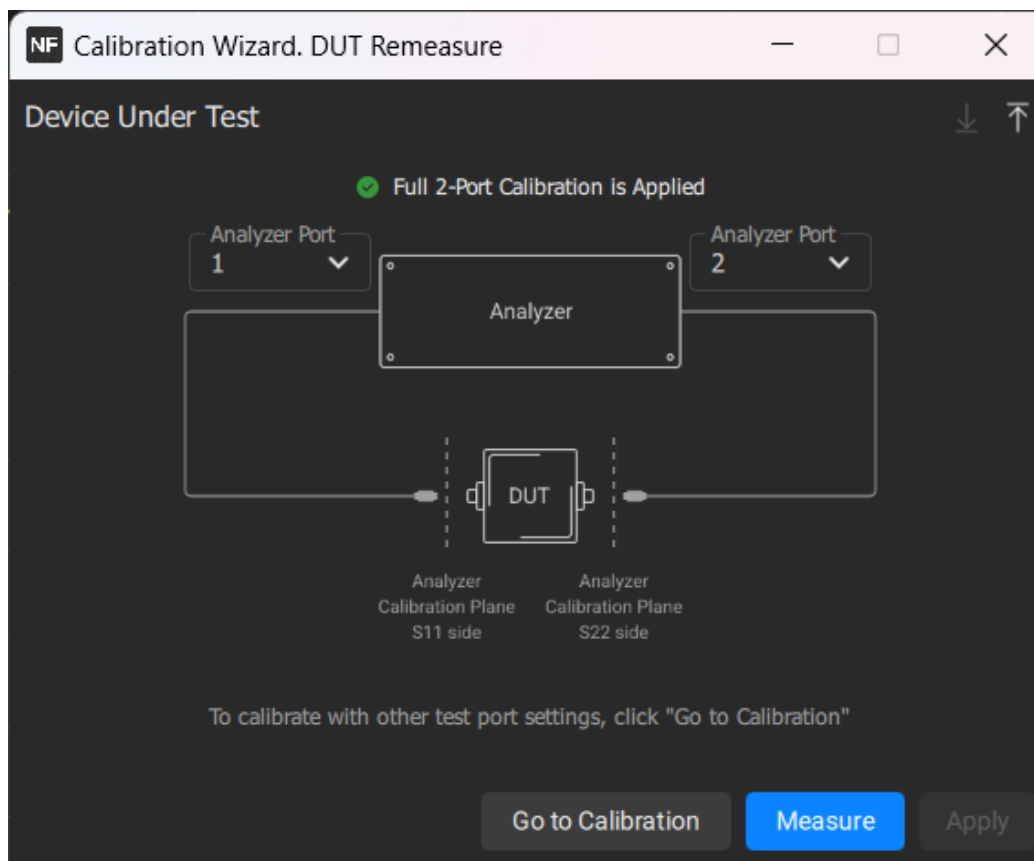 NF Calibration Wizard. DUT Remeasure
Device Under Test
Full 2-Port Calibration is Applied
Analyzer Port
1
Analyzer Port
2
Analyzer
DUT
Analyzer
Calibration Plane
S11 side
Analyzer
Calibration Plane
S22 side
To calibrate with other test port settings, click "Go to Calibration"
Go to Calibration
Measure
Apply